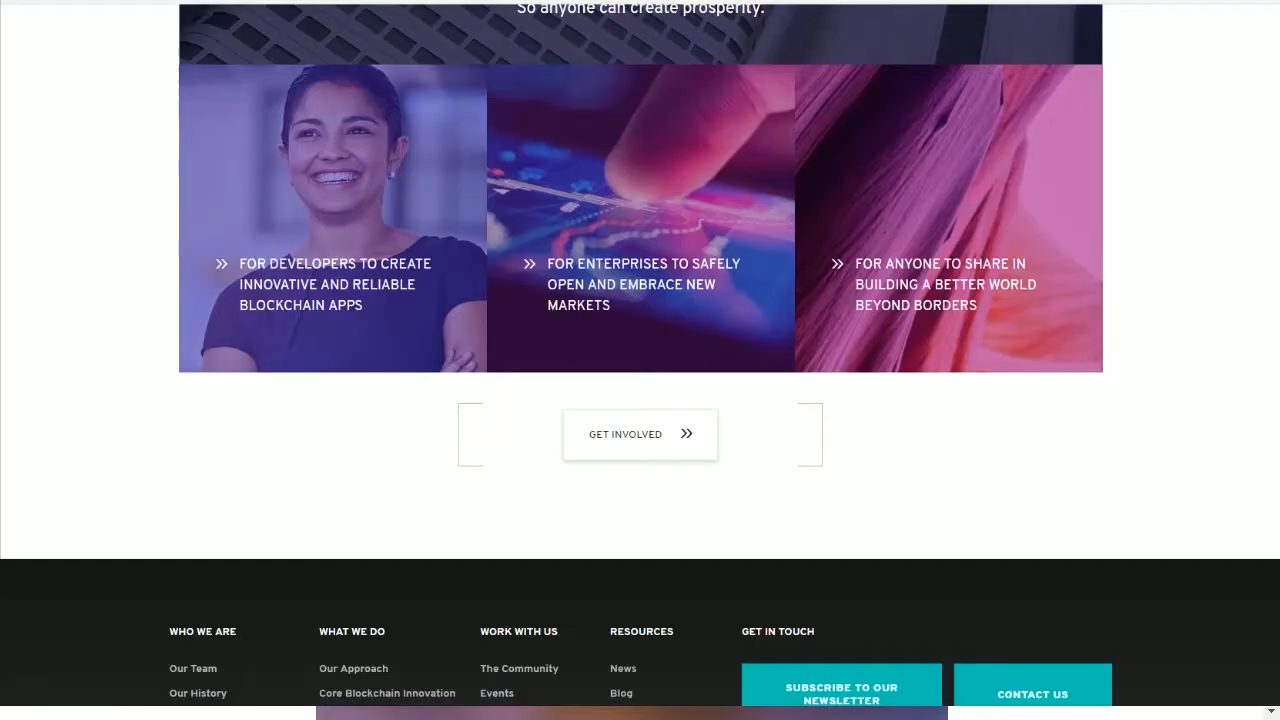 So anyone can create prosperity.
FOR DEVELOPERS TO CREATE
INNOVATIVE AND RELIABLE
BLOCKCHAIN APPS
FOR ENTERPRISES TO SAFELY
OPEN AND EMBRACE NEW
MARKETS
FOR ANYONE TO SHARE IN
BUILDING A BETTER WORLD
BEYOND BORDERS
GET INVOLVED
WHO WE ARE
Our Team
Our History
WHAT WE DO
Our Approach
Core Blockchain Innovation
WORK WITH US
The Community
Events
RESOURCES
News
Blog
GET IN TOUCH
SUBSCRIBE TO OUR
NEWSLETTER
CONTACT US